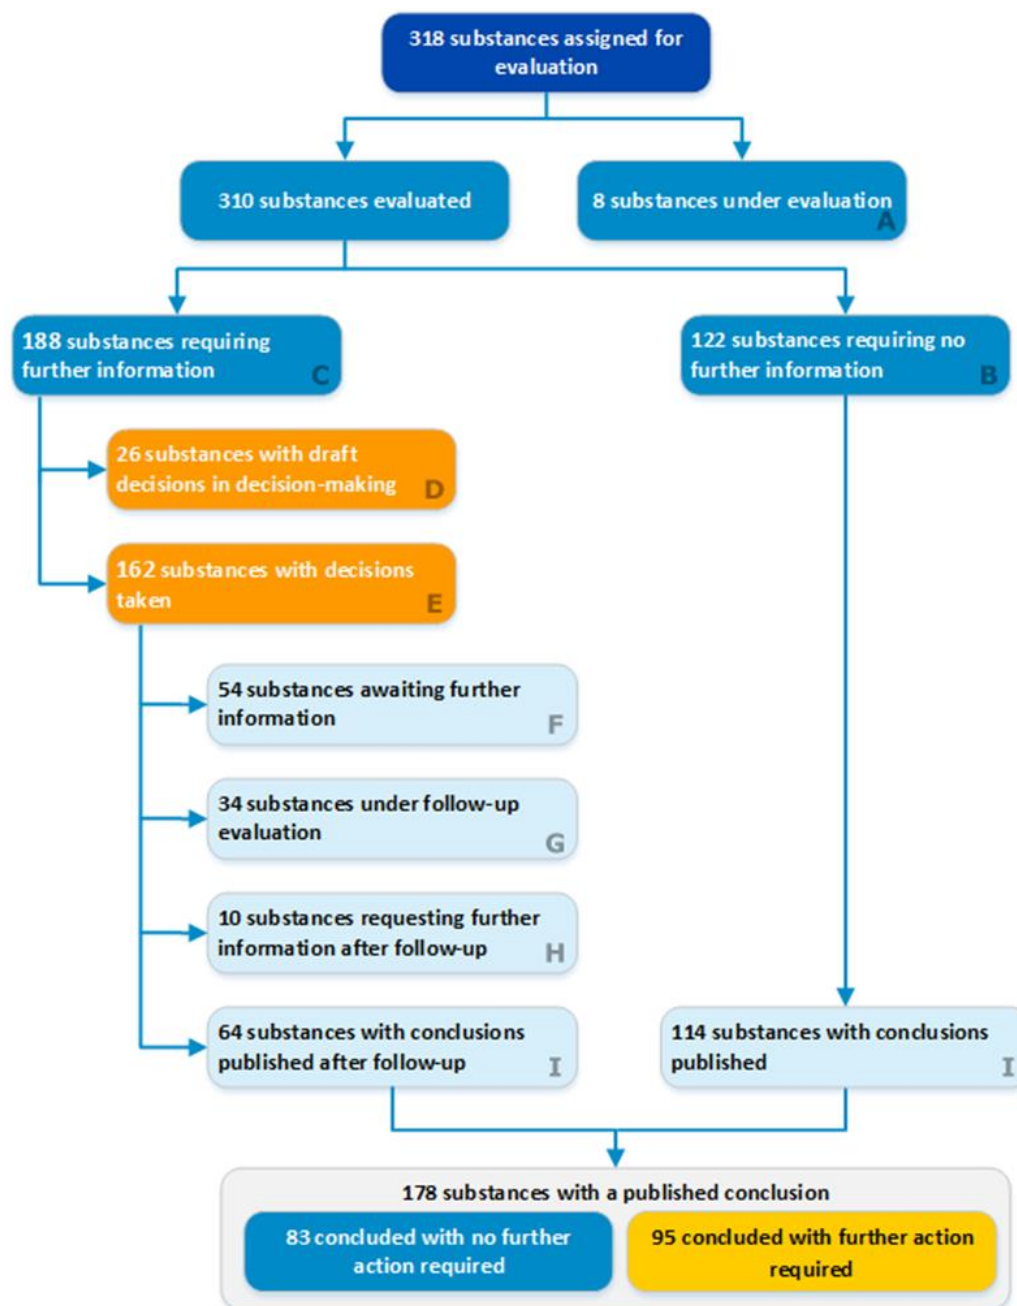 318 substances assigned for
evaluation
310 substances evaluated
8 substances under evaluation
A
188 substances requiring
further information
C
122 substances requiring no
further information
B
26 substances with draft
decisions in decision-making
D
162 substances with decisions
taken
E
54 substances awaiting further
information
F
34 substances under follow-up
evaluation
G
10 substances requesting further
information after follow-up
H
64 substances with conclusions
published after follow-up
I
114 substances with conclusions
published
I
178 substances with a published conclusion
83 concluded with no further
action required
95 concluded with further action
required